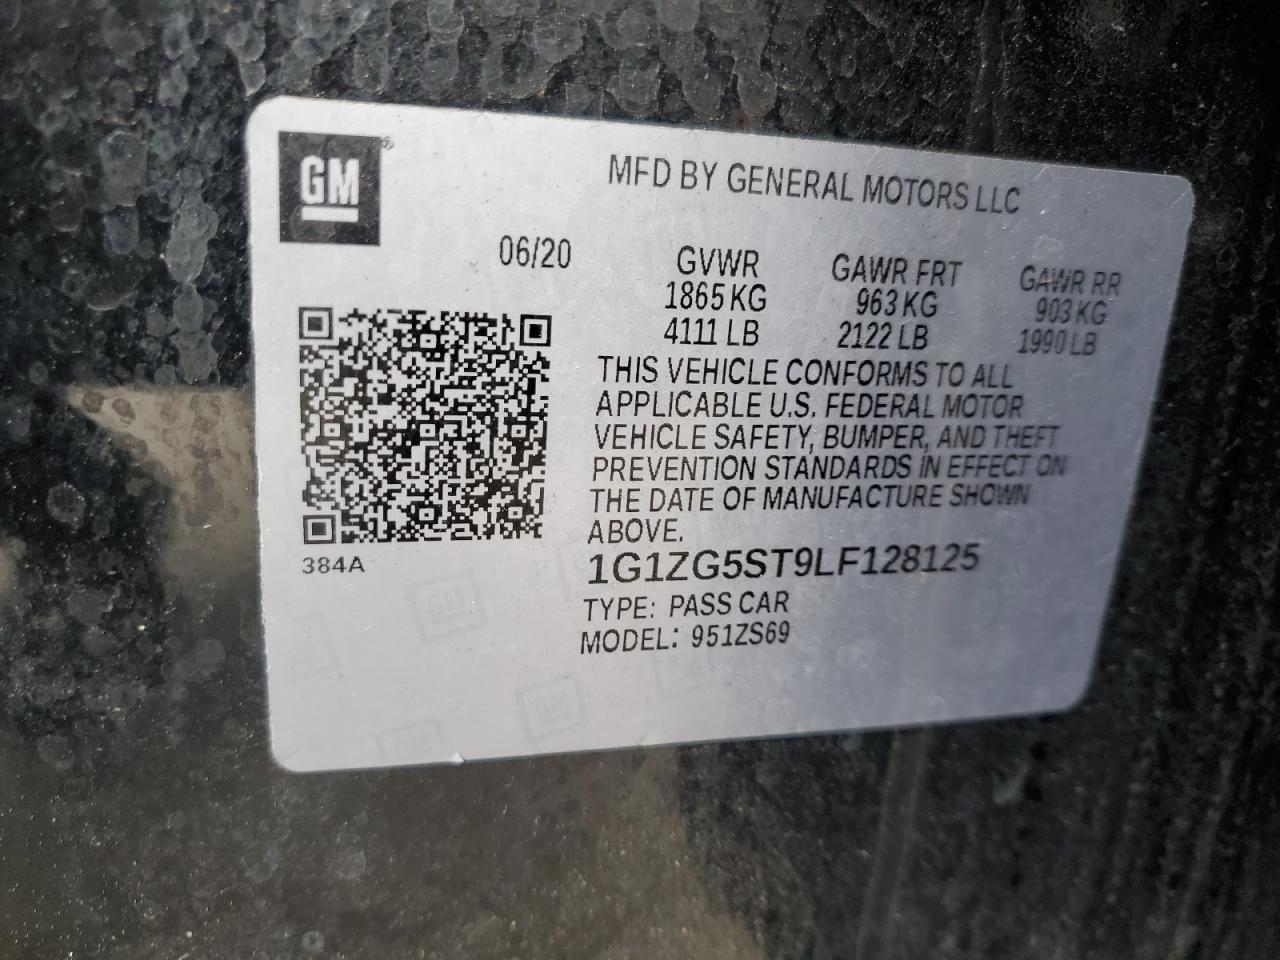 GM®
MFD BY GENERAL MOTORS LLC
06/20
GVWR GAWR FRT GAWR RR
1865 KG 963 KG 903 KG
4111 LB 2122 LB 1990 LB
THIS VEHICLE CONFORMS TO ALL
APPLICABLE U.S. FEDERAL MOTOR
VEHICLE SAFETY, BUMPER, AND THEFT
PREVENTION STANDARDS IN EFFECT ON
THE DATE OF MANUFACTURE SHOWN
ABOVE.
384A
1G1ZG5ST9LF128125
TYPE: PASS CAR
MODEL: 951ZS69